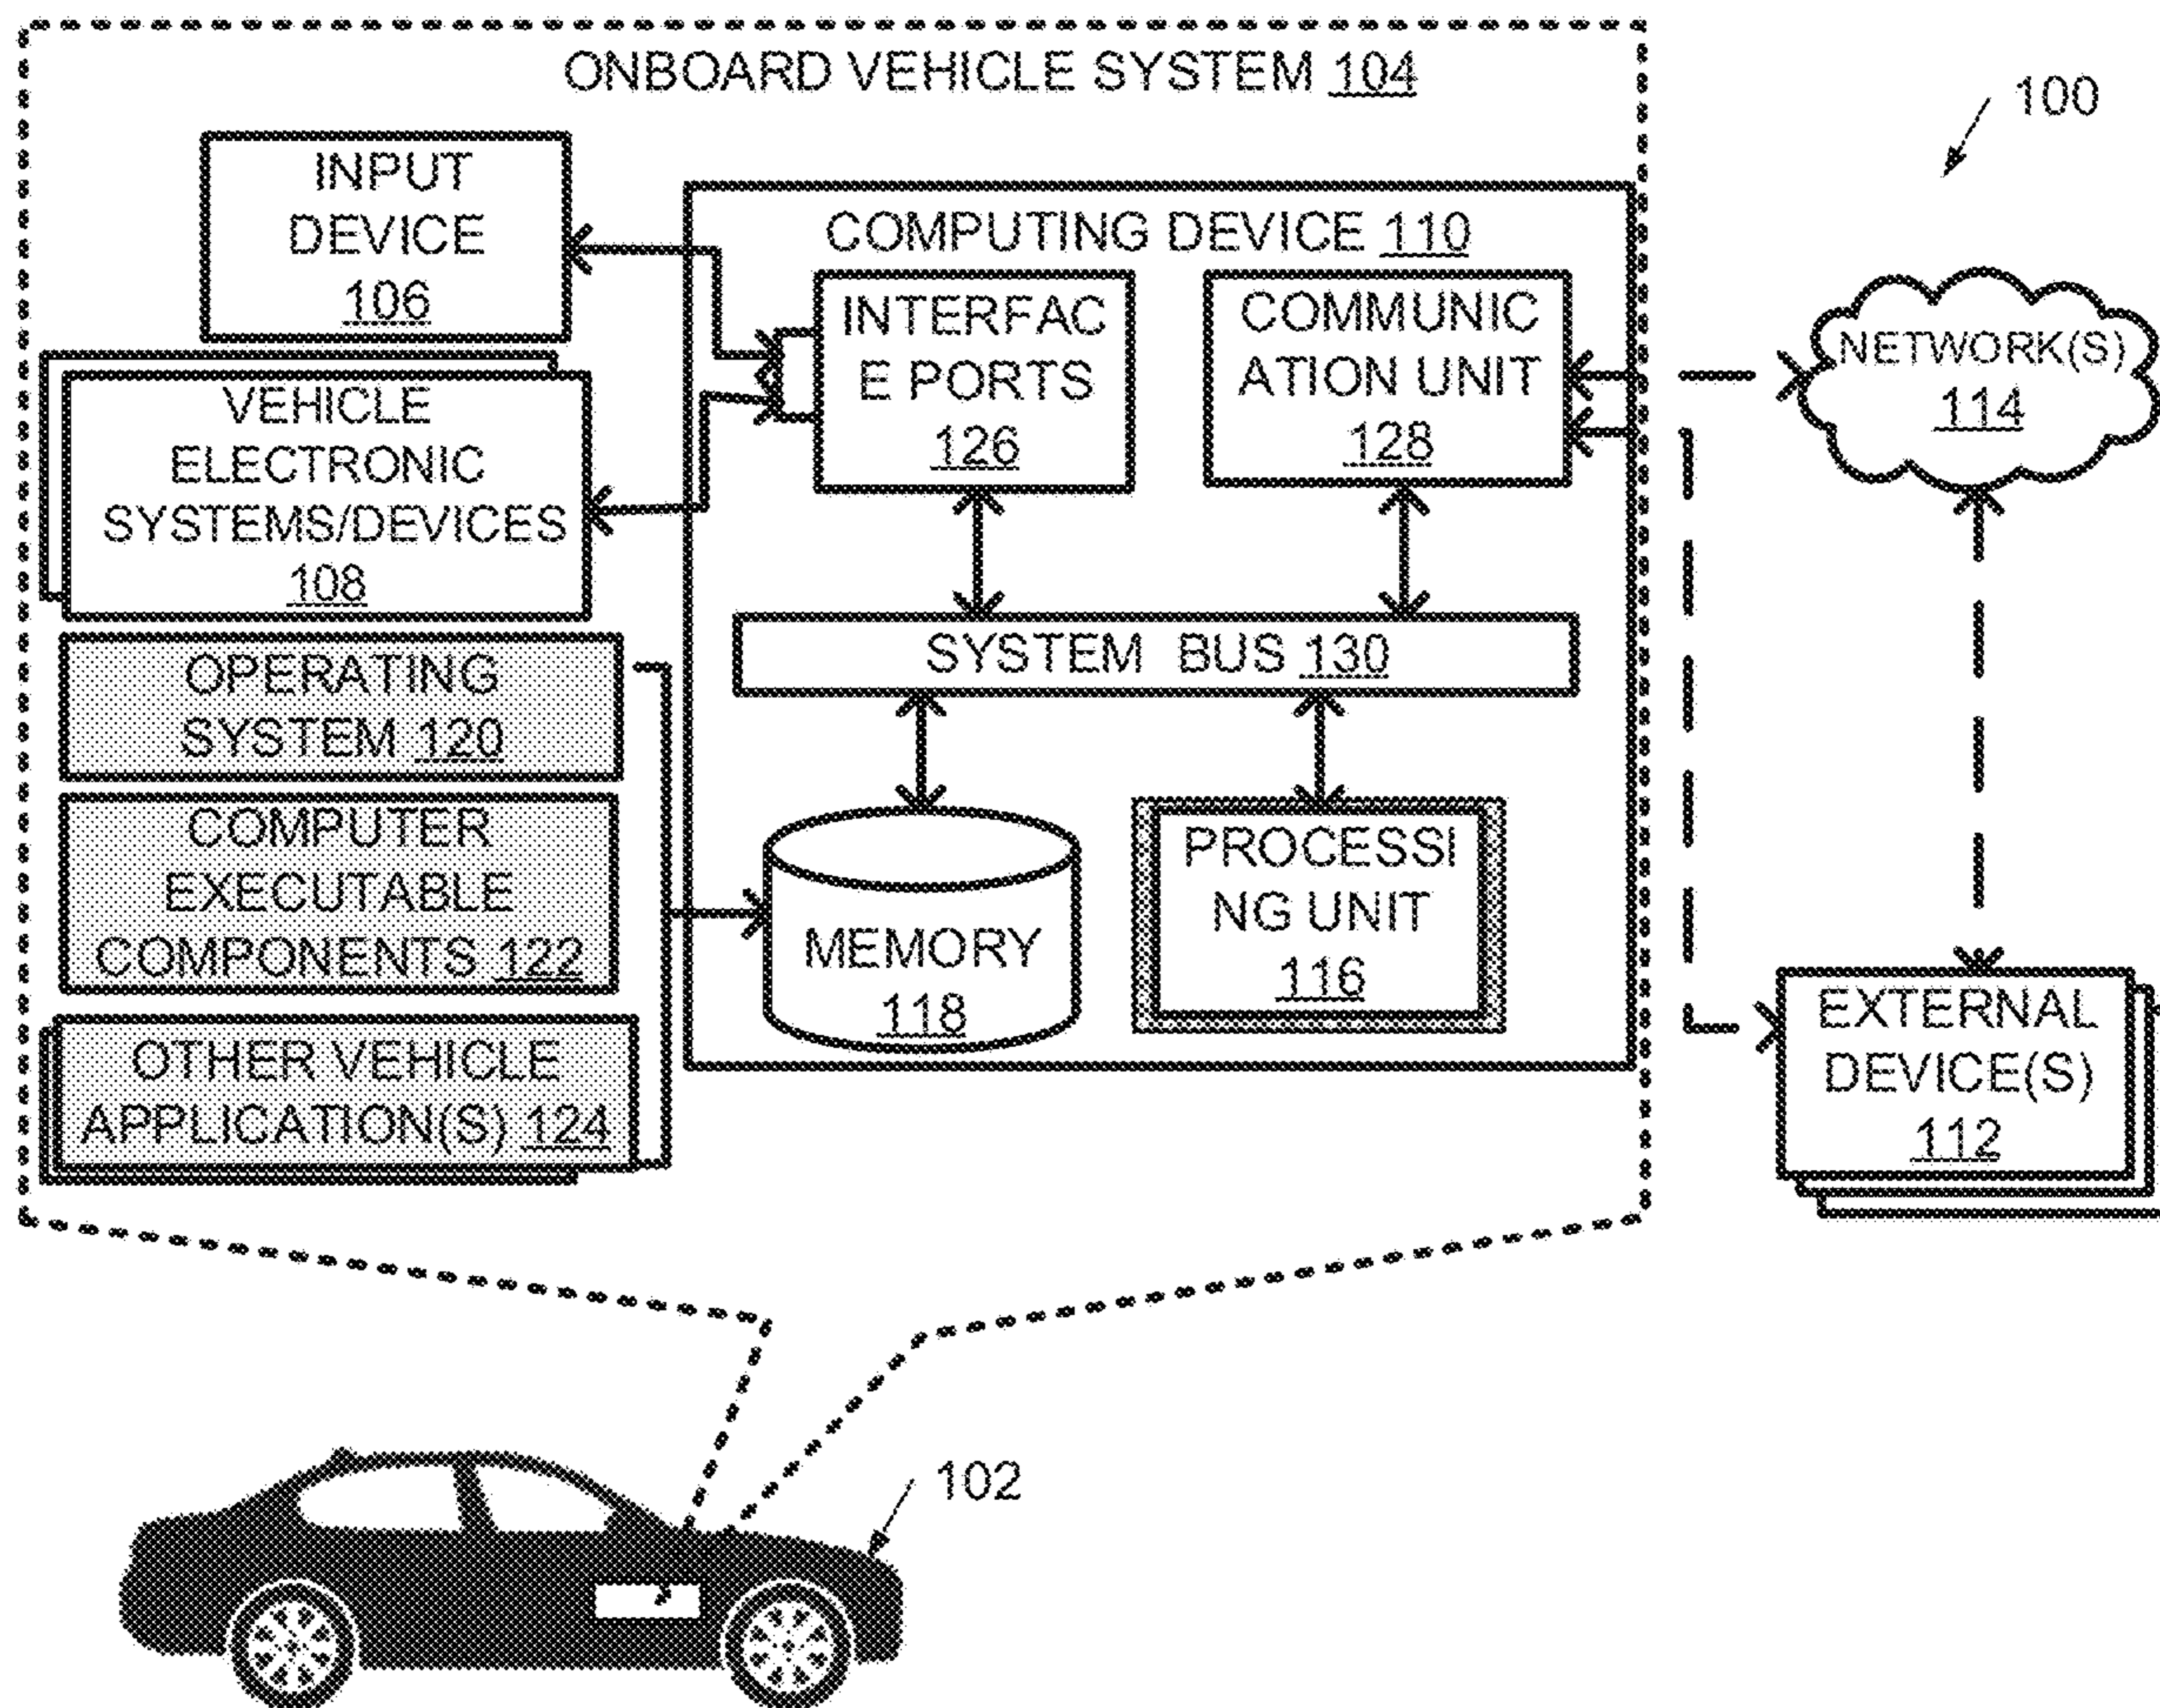 ONBOARD VEHICLE SYSTEM 104
100
INPUT
DEVICE
106
COMPUTING DEVICE 110
INTERFAC
E PORTS
126
COMMUNIC
ATION UNIT
128
NETWORK(S)
114
VEHICLE
ELECTRONIC
SYSTEMS/DEVICES
108
SYSTEM BUS 130
OPERATING
SYSTEM 120
COMPUTER
EXECUTABLE
COMPONENTS 122
MEMORY
118
PROCESSI
NG UNIT
116
EXTERNAL
DEVICE(S)
112
OTHER VEHICLE
APPLICATION(S) 124
102